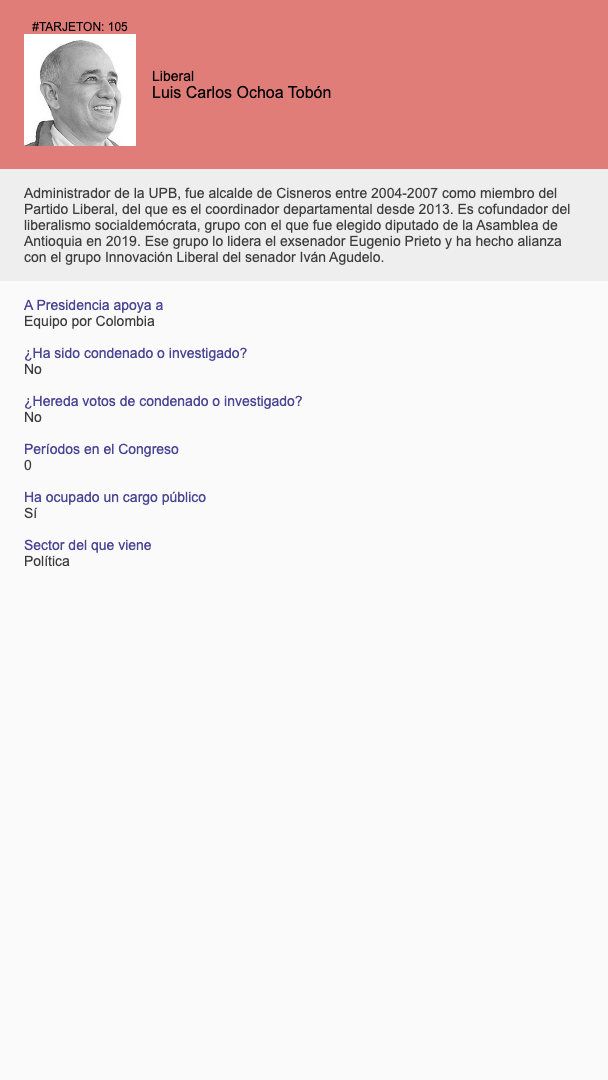 #TARJETON: 105
Liberal
Luis Carlos Ochoa Tobón
Administrador de la UPB, fue alcalde de Cisneros entre 2004-2007 como miembro del
Partido Liberal, del que es el coordinador departamental desde 2013. Es cofundador del
liberalismo socialdemócrata, grupo con el que fue elegido diputado de la Asamblea de
Antioquia en 2019. Ese grupo lo lidera el exsenador Eugenio Prieto y ha hecho alianza
con el grupo Innovación Liberal del senador Iván Agudelo.
A Presidencia apoya a
Equipo por Colombia
¿Ha sido condenado o investigado?
No
¿Hereda votos de condenado o investigado?
No
Períodos en el Congreso
0
Ha ocupado un cargo público
Sí
Sector del que viene
Política